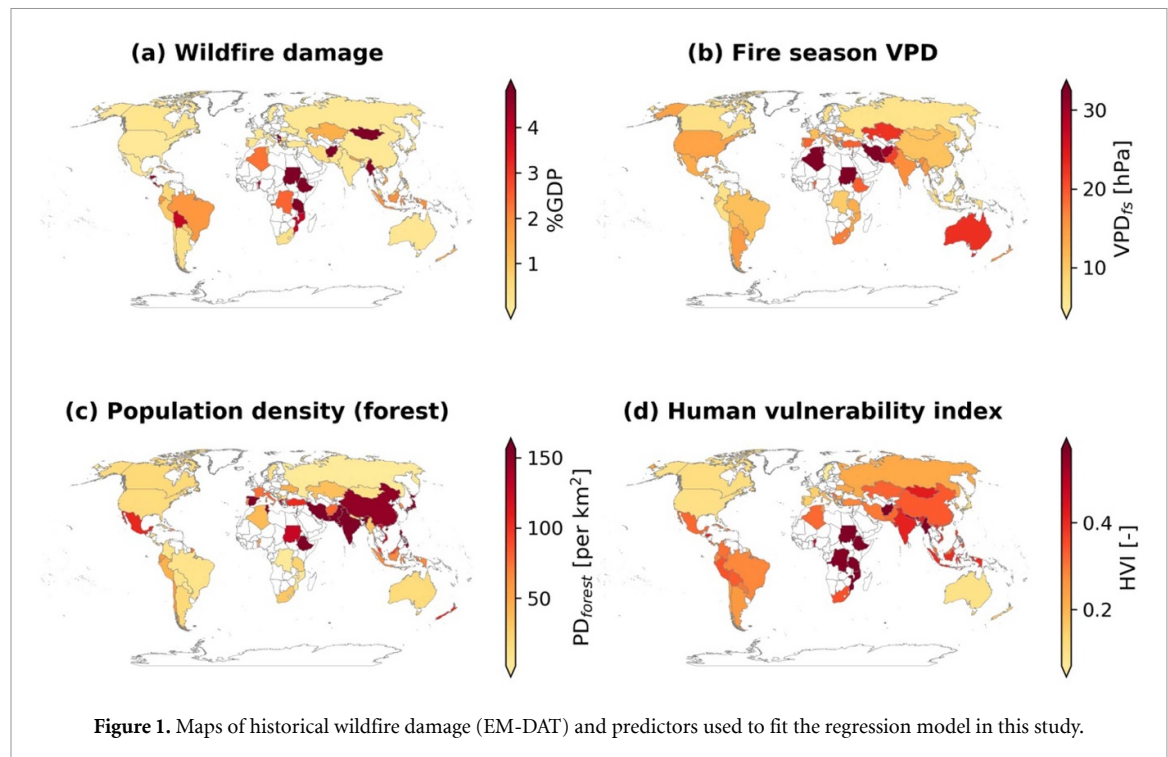 (a) Wildfire damage
4
3
2
1
%GDP
(b) Fire season VPD
30
20
10
VPDfs [hPa]
(c) Population density (forest)
150
100
50
PDforest [per km²]
(d) Human vulnerability index
0.4
0.2
HVI [-]
Figure 1. Maps of historical wildfire damage (EM-DAT) and predictors used to fit the regression model in this study.